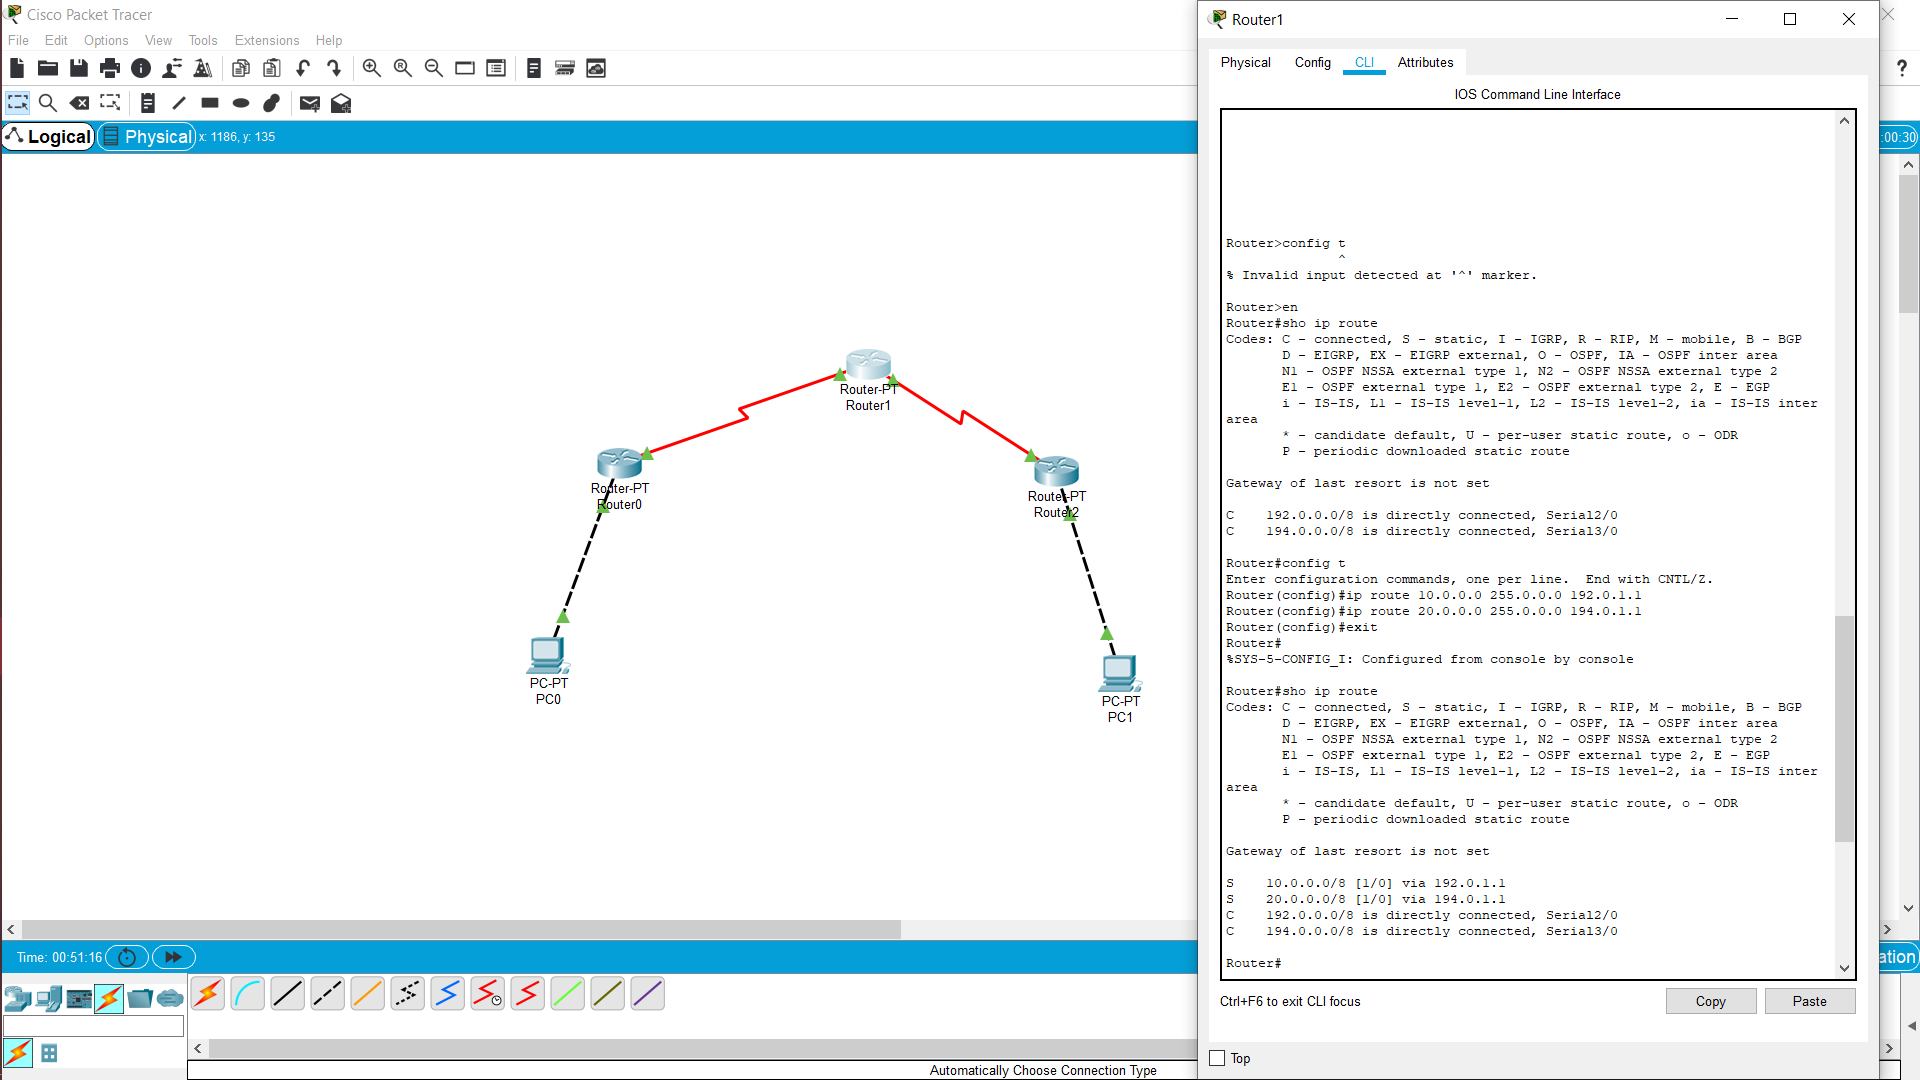 Cisco Packet Tracer
File Edit Options View Tools Extensions Help
Logical Physical x: 1186, y: 135
Router-PT
Router1
Router-PT
Router0
Router-PT
Router2
PC-PT
PC0
PC-PT
PC1
Time: 00:51:16
Automatically Choose Connection Type
Router1
Physical Config CLI Attributes
IOS Command Line Interface
Router>config t
^
% Invalid input detected at '^' marker.
Router>en
Router#sho ip route
Codes: C - connected, S - static, I - IGRP, R - RIP, M - mobile, B - BGP
D - EIGRP, EX - EIGRP external, O - OSPF, IA - OSPF inter area
N1 - OSPF NSSA external type 1, N2 - OSPF NSSA external type 2
E1 - OSPF external type 1, E2 - OSPF external type 2, E - EGP
i - IS-IS, L1 - IS-IS level-1, L2 - IS-IS level-2, ia - IS-IS inter
area
* - candidate default, U - per-user static route, o - ODR
P - periodic downloaded static route
Gateway of last resort is not set
C 192.0.0.0/8 is directly connected, Serial2/0
C 194.0.0.0/8 is directly connected, Serial3/0
Router#config t
Enter configuration commands, one per line. End with CNTL/Z.
Router(config)#ip route 10.0.0.0 255.0.0.0 192.0.1.1
Router(config)#ip route 20.0.0.0 255.0.0.0 194.0.1.1
Router(config)#exit
Router#
%SYS-5-CONFIG_I: Configured from console by console
Router#sho ip route
Codes: C - connected, S - static, I - IGRP, R - RIP, M - mobile, B - BGP
D - EIGRP, EX - EIGRP external, O - OSPF, IA - OSPF inter area
N1 - OSPF NSSA external type 1, N2 - OSPF NSSA external type 2
E1 - OSPF external type 1, E2 - OSPF external type 2, E - EGP
i - IS-IS, L1 - IS-IS level-1, L2 - IS-IS level-2, ia - IS-IS inter
area
* - candidate default, U - per-user static route, o - ODR
P - periodic downloaded static route
Gateway of last resort is not set
S 10.0.0.0/8 [1/0] via 192.0.1.1
S 20.0.0.0/8 [1/0] via 194.0.1.1
C 192.0.0.0/8 is directly connected, Serial2/0
C 194.0.0.0/8 is directly connected, Serial3/0
Router#
Ctrl+F6 to exit CLI focus
Copy Paste
Top
?
:00:30
ation